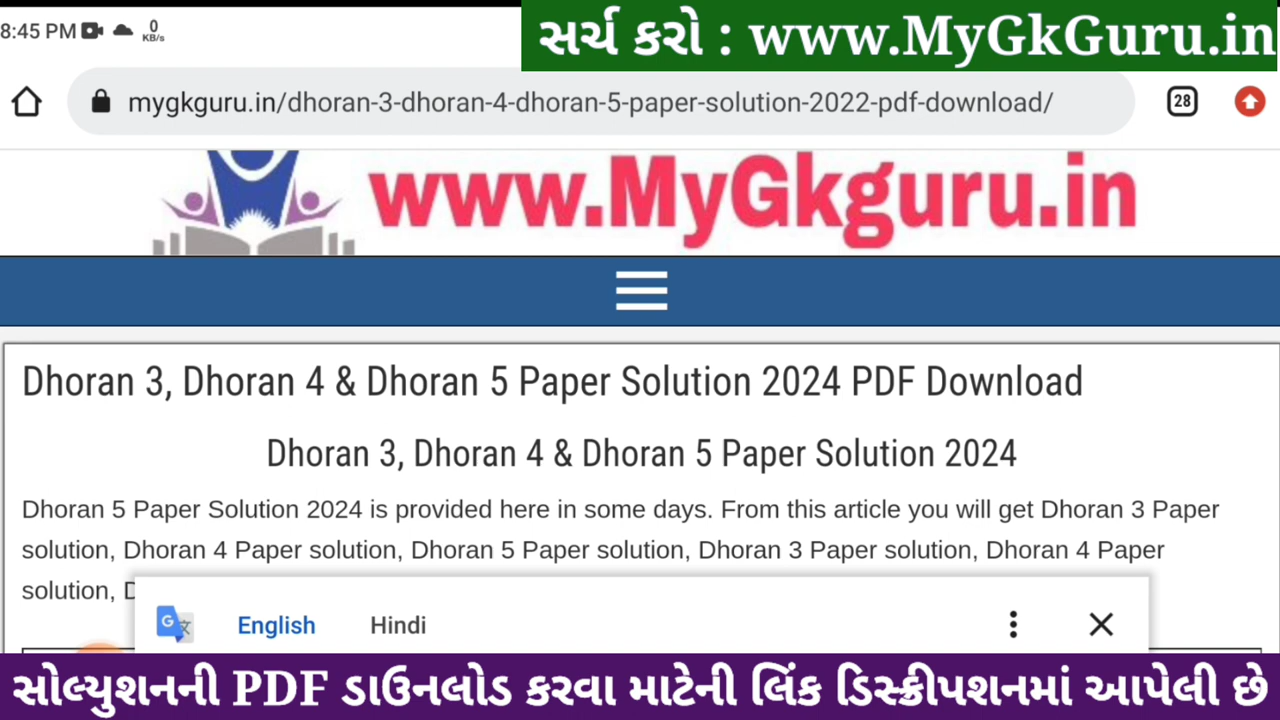 સર્ચ કરો : www.MyGkGuru.in
8:45 PM 0 KB/s
mygkguru.in/dhoran-3-dhoran-4-dhoran-5-paper-solution-2022-pdf-download/ 28
www.MyGkguru.in
Dhoran 3, Dhoran 4 & Dhoran 5 Paper Solution 2024 PDF Download
Dhoran 3, Dhoran 4 & Dhoran 5 Paper Solution 2024
Dhoran 5 Paper Solution 2024 is provided here in some days. From this article you will get Dhoran 3 Paper
solution, Dhoran 4 Paper solution, Dhoran 5 Paper solution, Dhoran 3 Paper solution, Dhoran 4 Paper
solution,
English Hindi
સોલ્યુશનની PDF ડાઉનલોડ કરવા માટેની લિંક ડિસ્ક્રીપશનમાં આપેલી છે